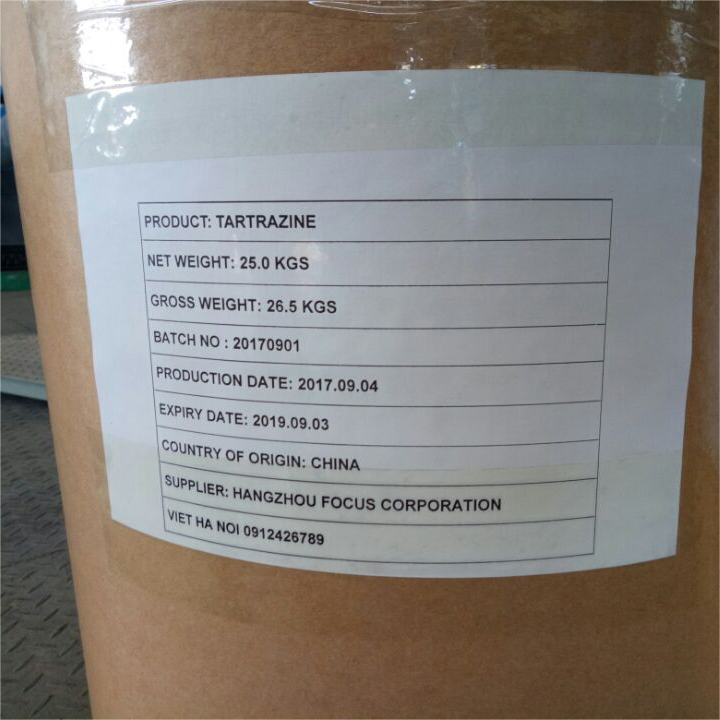 PRODUCT: TARTRAZINE
NET WEIGHT: 25.0 KGS
GROSS WEIGHT: 26.5 KGS
BATCH NO : 20170901
PRODUCTION DATE: 2017.09.04
EXPIRY DATE: 2019.09.03
COUNTRY OF ORIGIN: CHINA
SUPPLIER: HANGZHOU FOCUS CORPORATION
VIET HA NOI 0912426789